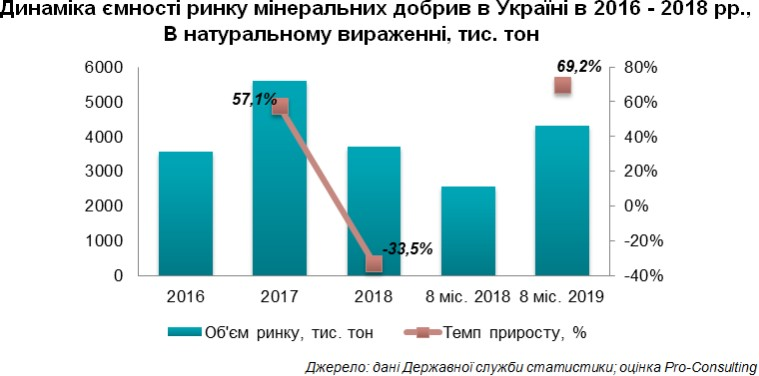 Динаміка ємності ринку мінеральних добрив в Україні в 2016 - 2018 рр.,
В натуральному вираженні, тис. тон
6000 80%
5000 60%
4000 40%
3000 20%
2000 0%
1000 -20%
0 -40%
57,1%
-33,5%
69,2%
2016 2017 2018 8 міс. 2018 8 міс. 2019
Об'єм ринку, тис. тон Темп приросту, %
Джерело: дані Державної служби статистики; оцінка Pro-Consulting